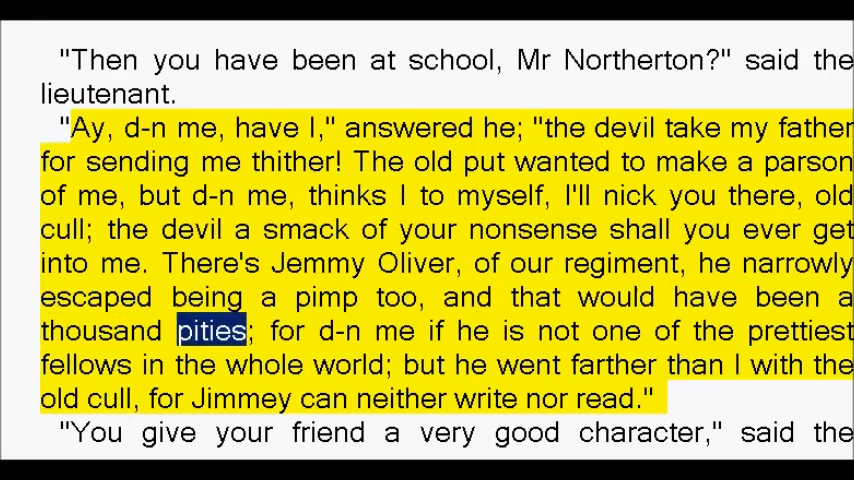 "Then you have been at school, Mr Northerton?" said the
lieutenant.
"Ay, d-n me, have I," answered he; "the devil take my father
for sending me thither! The old put wanted to make a parson
of me, but d-n me, thinks I to myself, I'll nick you there, old
cull; the devil a smack of your nonsense shall you ever get
into me. There's Jemmy Oliver, of our regiment, he narrowly
escaped being a pimp too, and that would have been a
thousand pities; for d-n me if he is not one of the prettiest
fellows in the whole world; but he went farther than I with the
old cull, for Jimmey can neither write nor read."
"You give your friend a very good character," said the